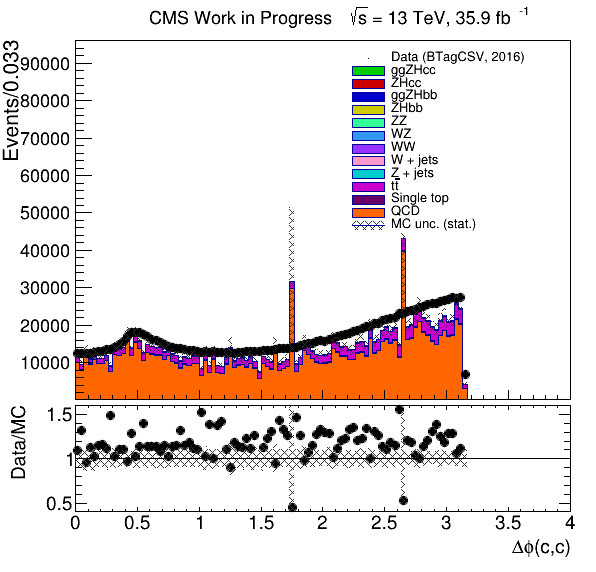 CMS Work in Progress √s = 13 TeV, 35.9 fb⁻¹
Events/0.033
90000
80000
70000
60000
50000
40000
30000
20000
10000
Data (BTagCSV, 2016)
ggZHcc
ZHcc
ggZHbb
ZHbb
ZZ
WZ
WW
W + jets
Z + jets
tt̅
Single top
QCD
MC unc. (stat.)
Data/MC
1.5
1
0.5
0 0.5 1 1.5 2 2.5 3 3.5 4
Δϕ(c,c)